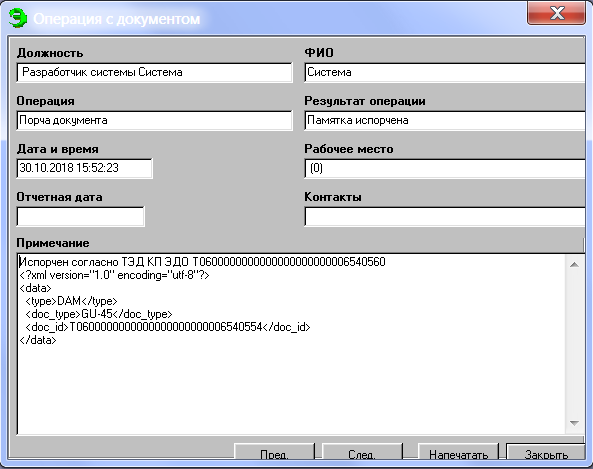 Э Операция с документом
Должность ФИО
Разработчик системы Система Система
Операция Результат операции
Порча документа Памятка испорчена
Дата и время Рабочее место
30.10.2018 15:52:23 (0)
Отчетная дата Контакты
Примечание
Испорчен согласно ТЭД КП ЭДО T0600000000000000000000006540560
<?xml version="1.0" encoding="utf-8"?>
<data>
<type>DAM</type>
<doc_type>GU-45</doc_type>
<doc_id>T0600000000000000000000006540554</doc_id>
</data>
Пред. След. Напечатать Закрыть